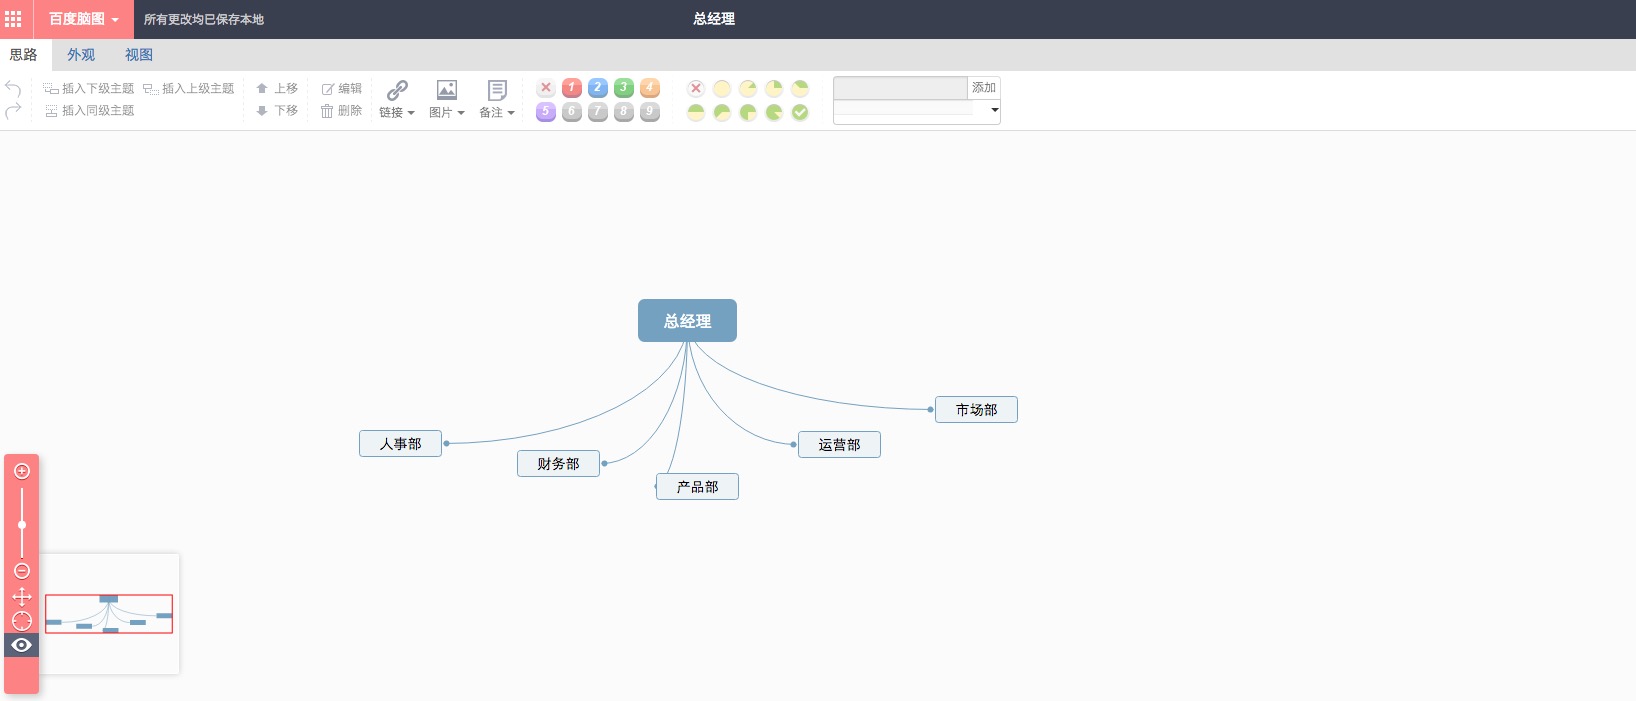 百度脑图
所有更改均已保存本地
总经理
思路
外观
视图
插入下级主题
插入上级主题
插入同级主题
上移
下移
编辑
删除
链接
图片
备注
1
2
3
4
5
6
7
8
9
添加
总经理
市场部
人事部
运营部
财务部
产品部